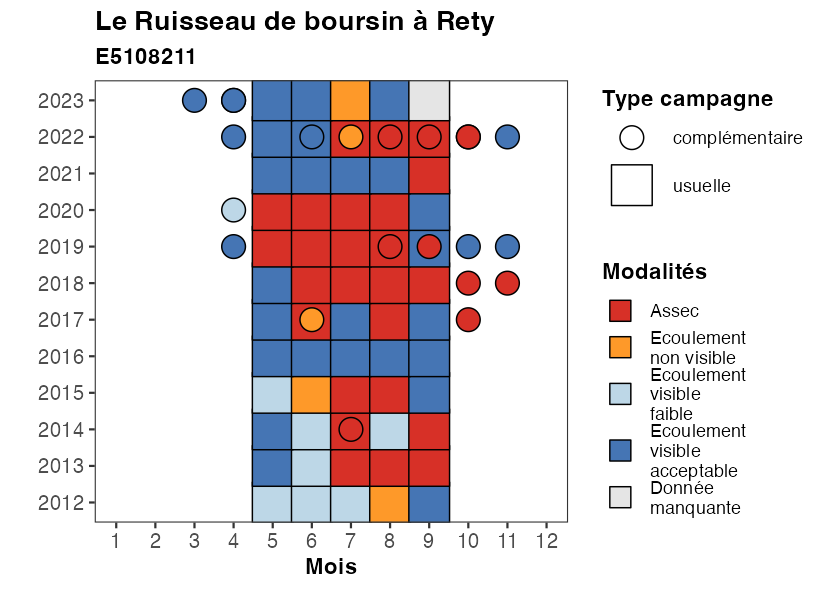 Le Ruisseau de boursin à Rety
E5108211
2023
2022
2021
2020
2019
2018
2017
2016
2015
2014
2013
2012
1 2 3 4 5 6 7 8 9 10 11 12
Mois
Type campagne
complémentaire
usuelle
Modalités
Assec
Ecoulement
non visible
Ecoulement
visible
faible
Ecoulement
visible
acceptable
Donnée
manquante